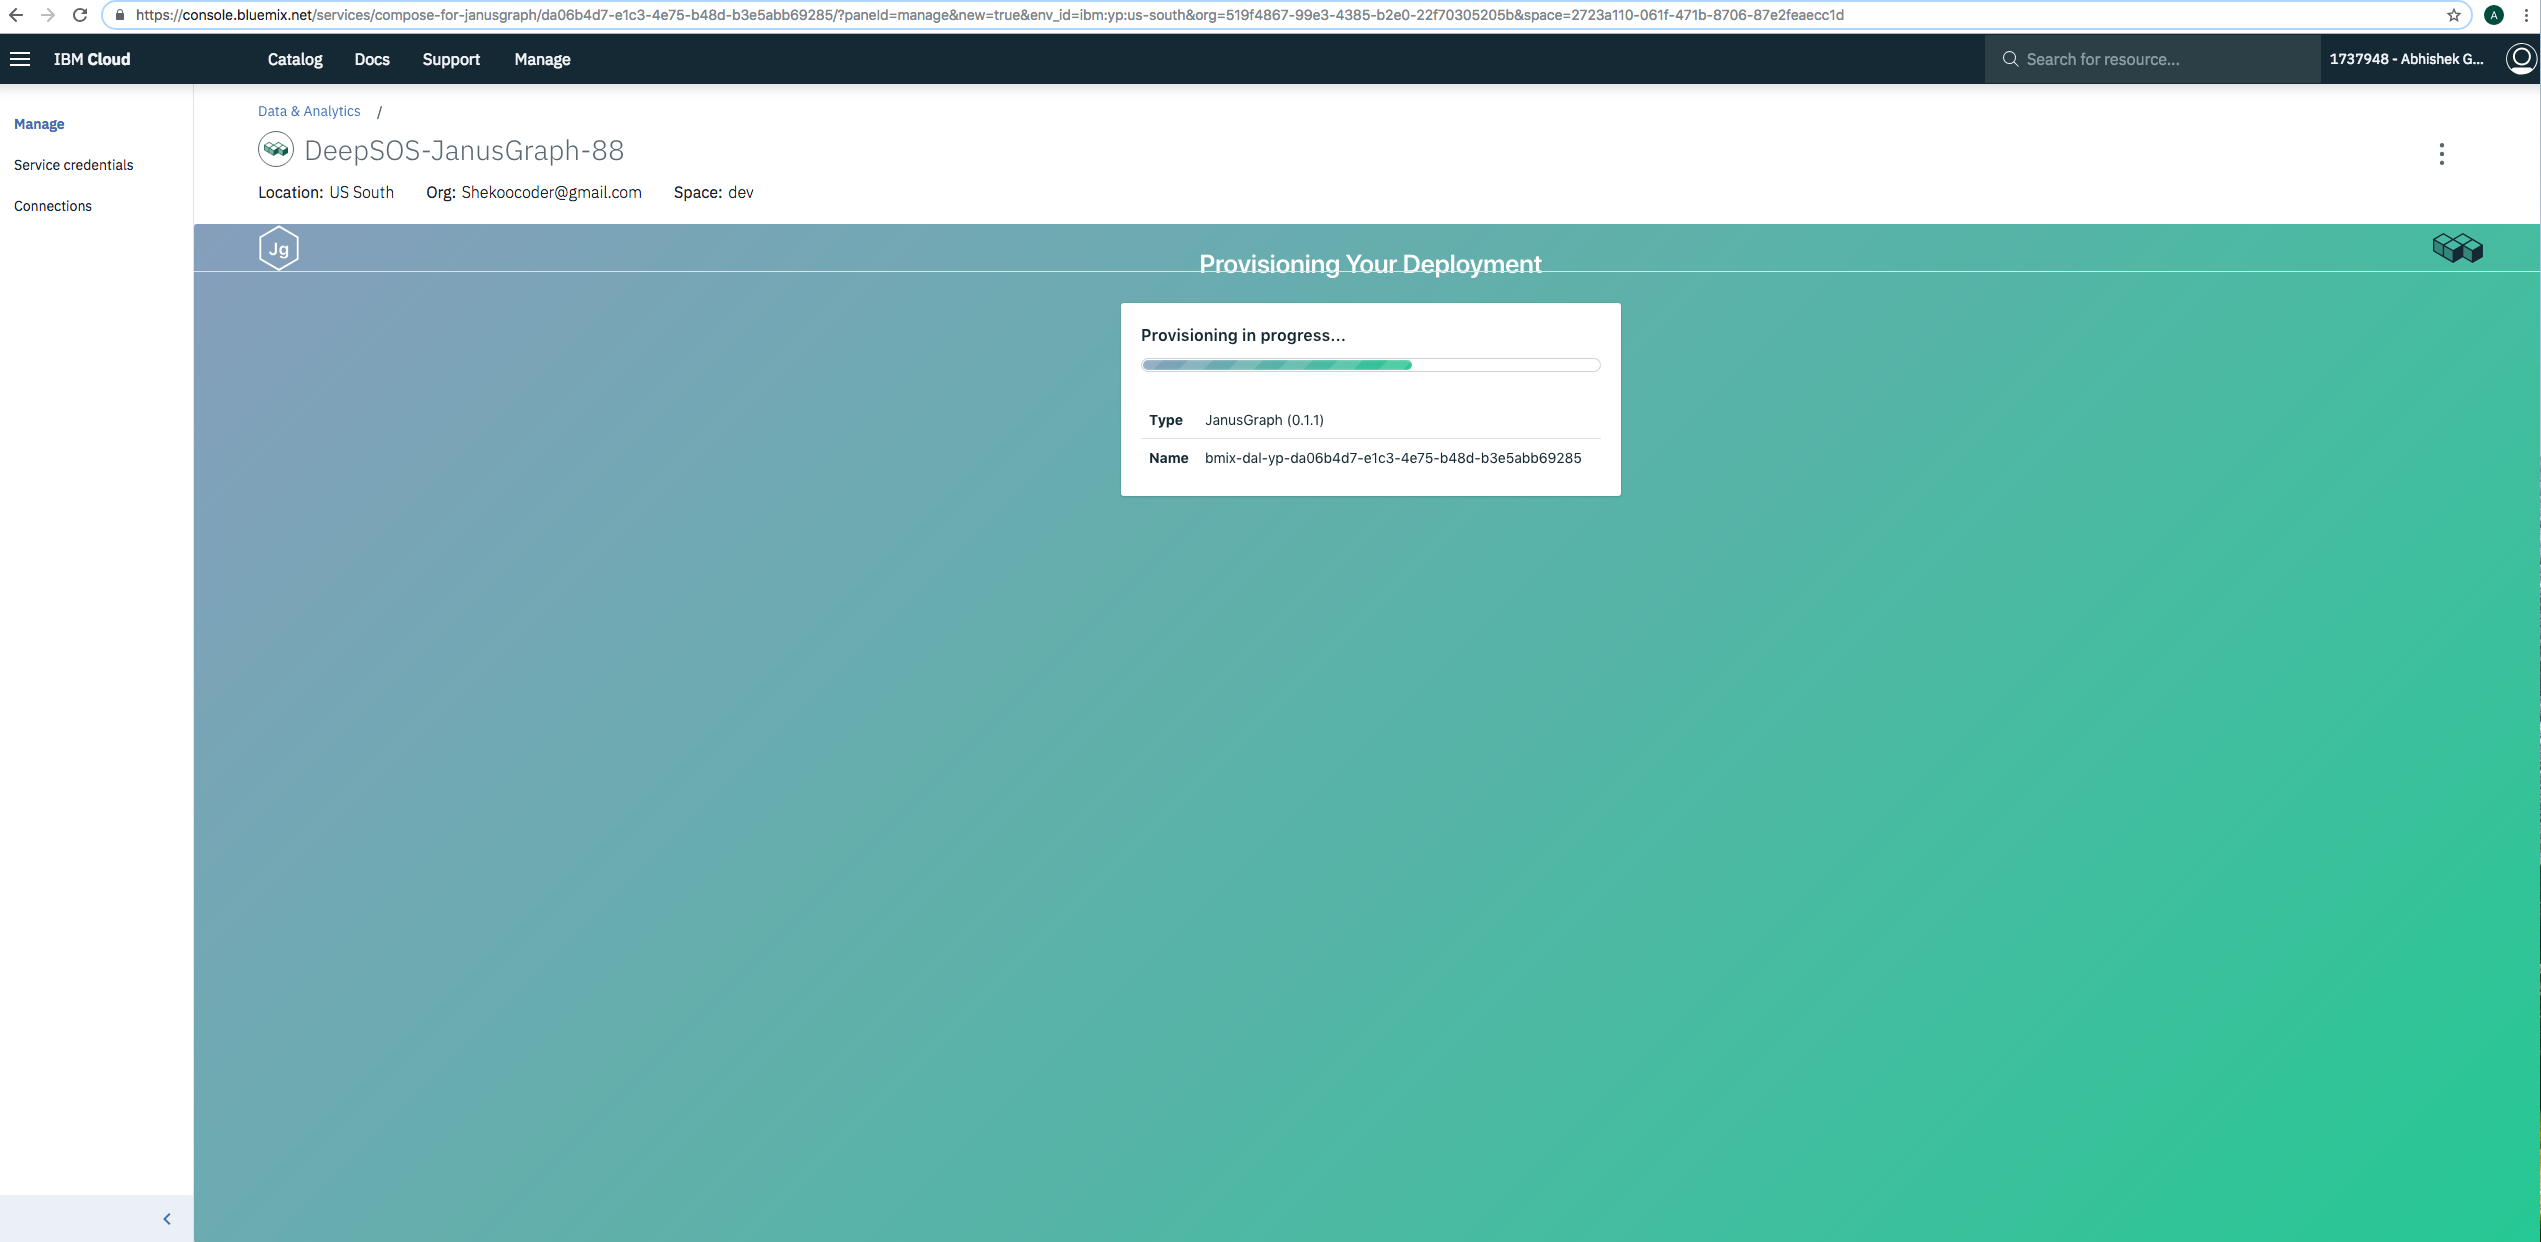 https://console.bluemix.net/services/compose-for-janusgraph/da06b4d7-e1c3-4e75-b48d-b3e5abb69285/?paneId=manage&new=true&env_id=ibm:yp:us-south&org=519f4867-99e3-4385-b2e0-22f70305205b&space=2723a110-061f-471b-8706-87e2feaecc1d
A
IBM Cloud
Catalog
Docs
Support
Manage
Search for resource...
1737948 - Abhishek G...
Manage
Service credentials
Connections
Data & Analytics /
DeepSOS-JanusGraph-88
Location: US South Org: Shekoocoder@gmail.com Space: dev
Jg
Provisioning Your Deployment
Provisioning in progress...
Type JanusGraph (0.1.1)
Name bmix-dal-yp-da06b4d7-e1c3-4e75-b48d-b3e5abb69285